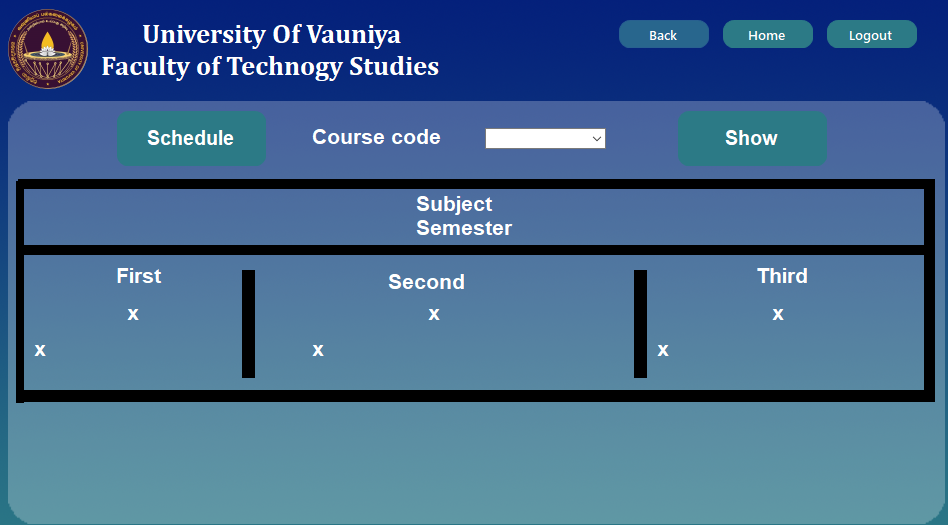 University Of Vauniya
Faculty of Technogy Studies
Back Home Logout
Schedule Course code Show
Subject
Semester
First Second Third
x x x
x x x